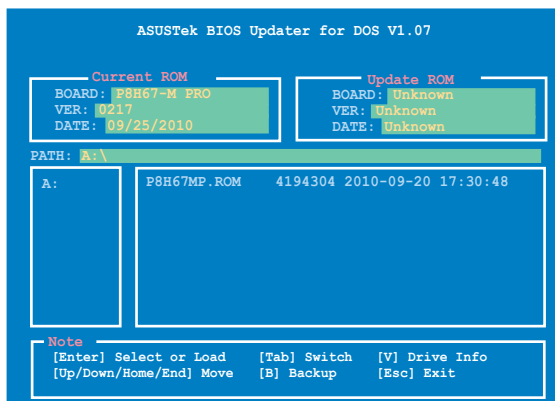 ASUSTek BIOS Updater for DOS V1.07
Current ROM
BOARD: P8H67-M PRO
VER: 0217
DATE: 09/25/2010
Update ROM
BOARD: Unknown
VER: Unknown
DATE: Unknown
PATH: A:\
A:
P8H67MP.ROM 4194304 2010-09-20 17:30:48
Note
[Enter] Select or Load [Tab] Switch [V] Drive Info
[Up/Down/Home/End] Move [B] Backup [Esc] Exit